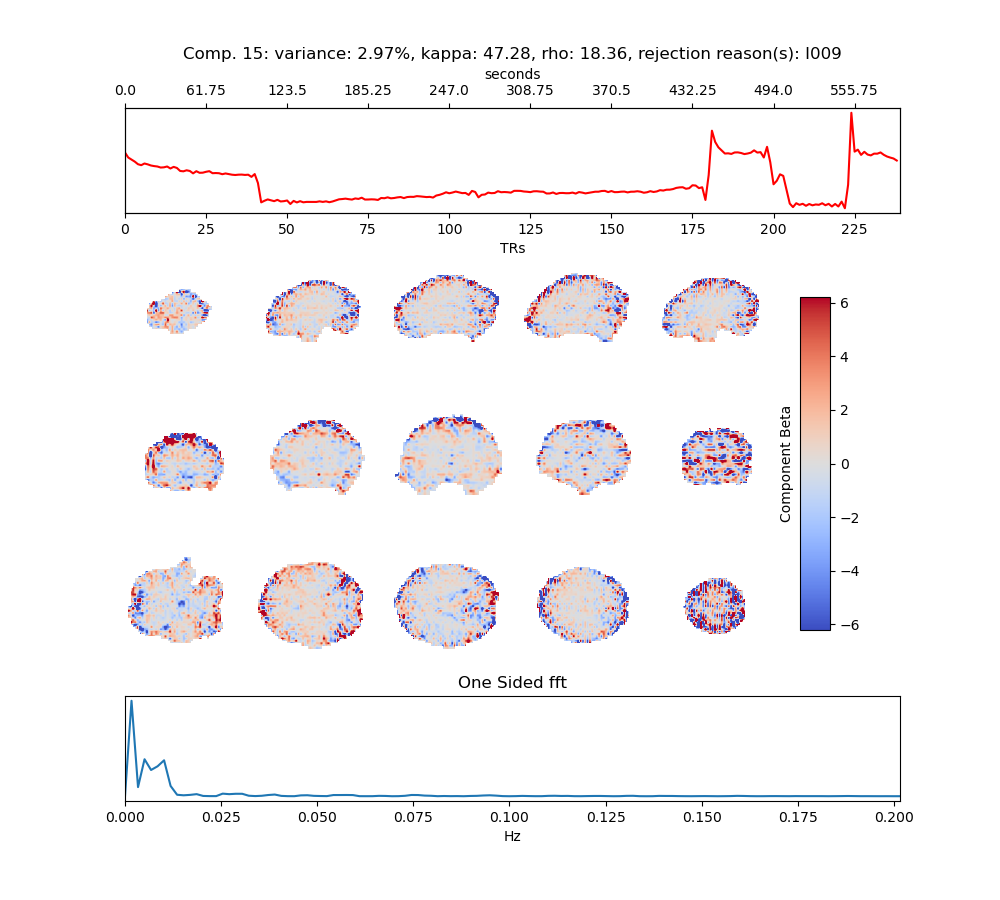 Comp. 15: variance: 2.97%, kappa: 47.28, rho: 18.36, rejection reason(s): I009
seconds
0.0 61.75 123.5 185.25 247.0 308.75 370.5 432.25 494.0 555.75
0 25 50 75 100 125 150 175 200 225
TRs
6
4
2
0
−2
−4
−6
Component Beta
One Sided fft
0.000 0.025 0.050 0.075 0.100 0.125 0.150 0.175 0.200
Hz